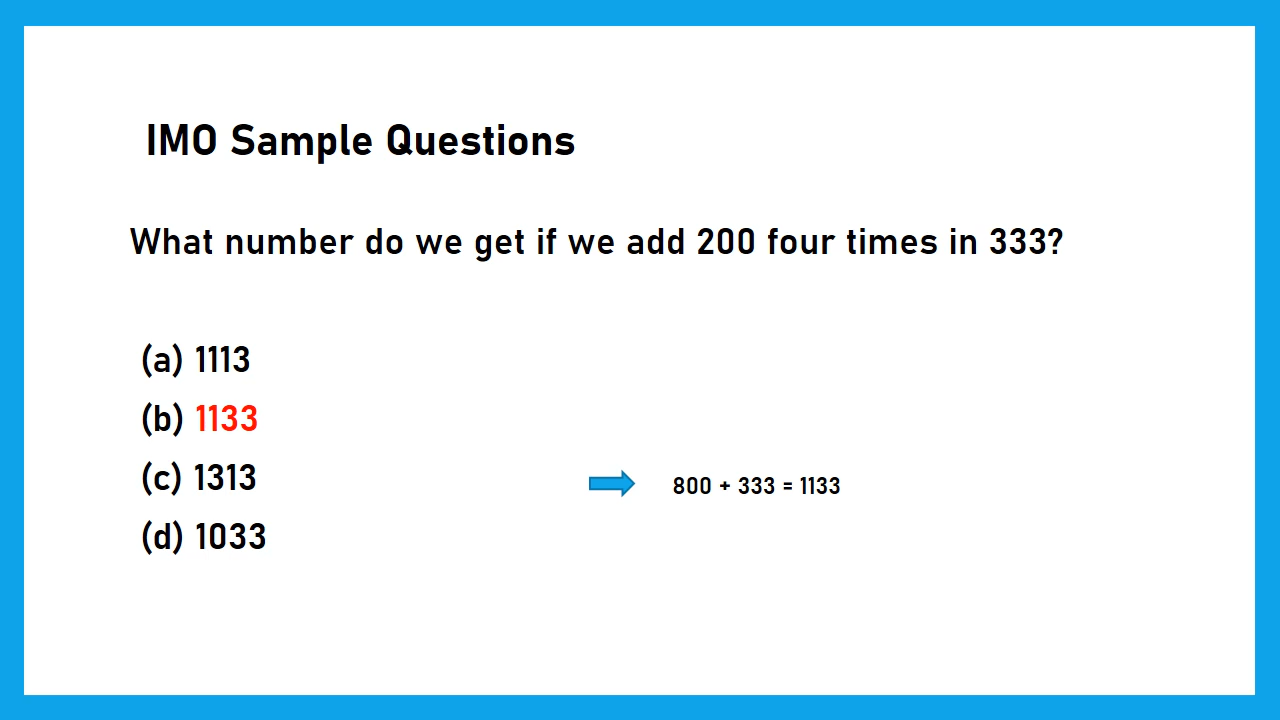 IMO Sample Questions
What number do we get if we add 200 four times in 333?
(a) 1113
(b) 1133
(c) 1313
(d) 1033
800 + 333 = 1133